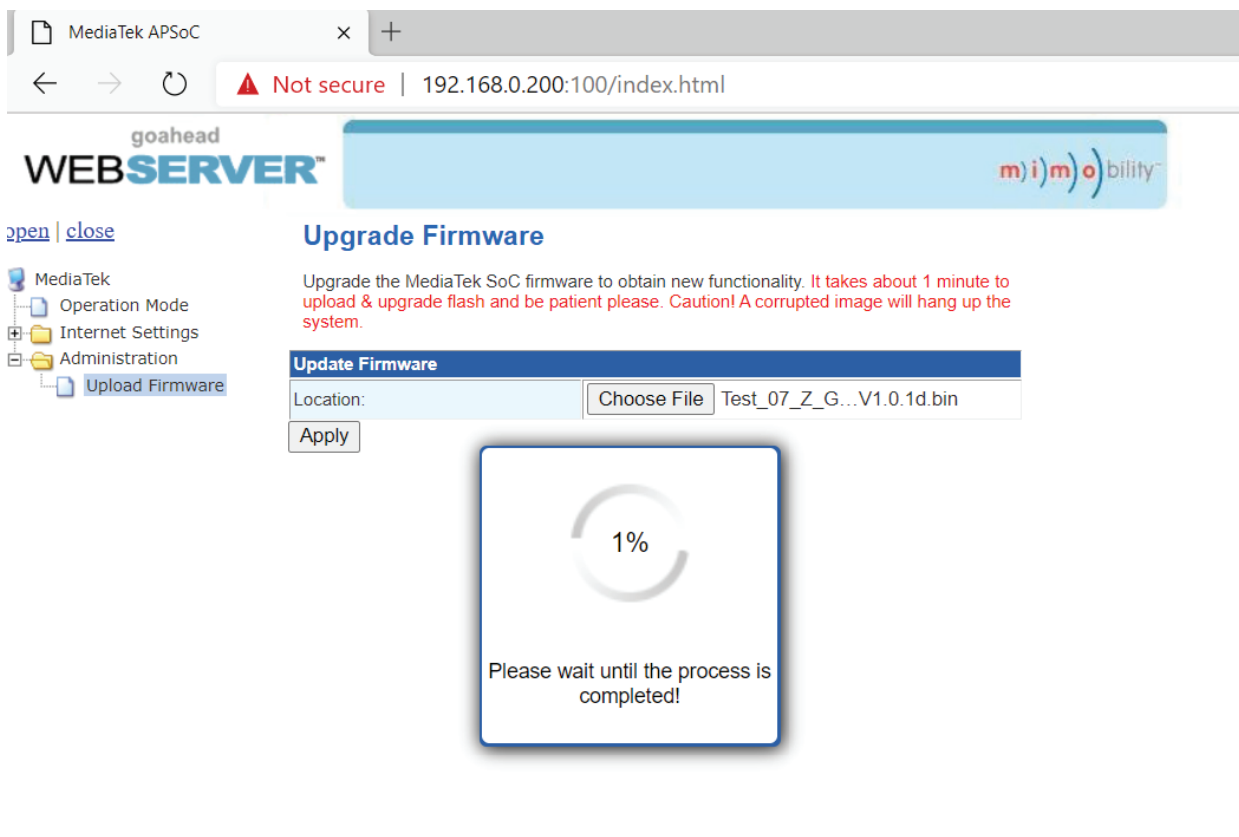 MediaTek APSoC
Not secure | 192.168.0.200:100/index.html
goahead
WEBSERVER™
m)i)m)o)bility™
open | close
MediaTek
Operation Mode
Internet Settings
Administration
Upload Firmware
Upgrade Firmware
Upgrade the MediaTek SoC firmware to obtain new functionality. It takes about 1 minute to
upload & upgrade flash and be patient please. Caution! A corrupted image will hang up the
system.
Update Firmware
Location:
Choose File Test_07_Z_G…V1.0.1d.bin
Apply
1%
Please wait until the process is
completed!